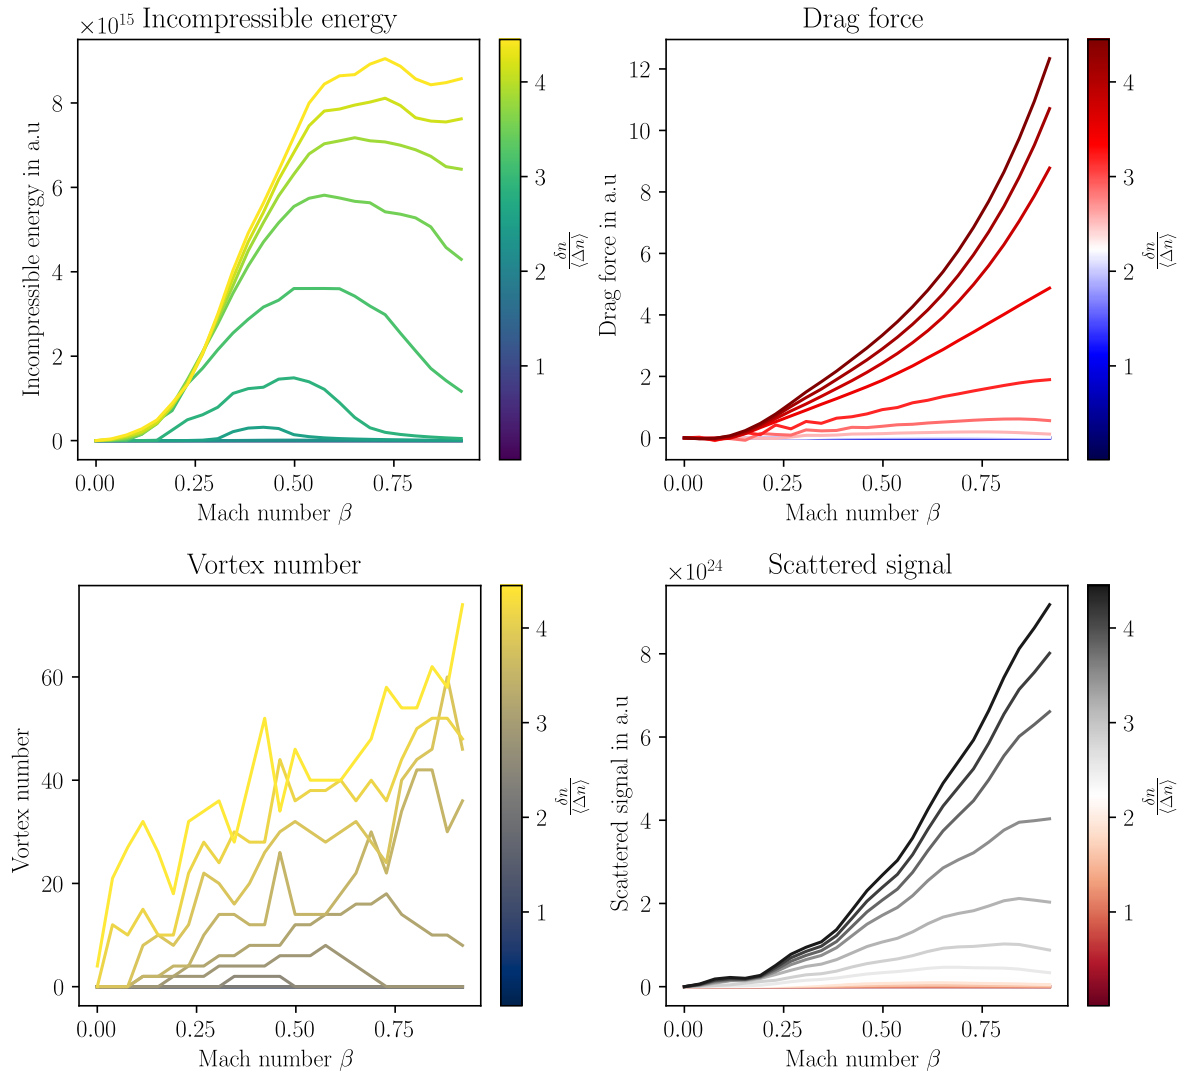 ×10¹⁵ Incompressible energy
Incompressible energy in a.u
8
6
4
2
0
0.00 0.25 0.50 0.75
Mach number β
4
3
2
1
δn
⟨Δn⟩
Drag force
Drag force in a.u
12
10
8
6
4
2
0
0.00 0.25 0.50 0.75
Mach number β
4
3
2
1
δn
⟨Δn⟩
Vortex number
Vortex number
60
40
20
0
0.00 0.25 0.50 0.75
Mach number β
4
3
2
1
δn
⟨Δn⟩
×10²⁴ Scattered signal
Scattered signal in a.u
8
6
4
2
0
0.00 0.25 0.50 0.75
Mach number β
4
3
2
1
δn
⟨Δn⟩